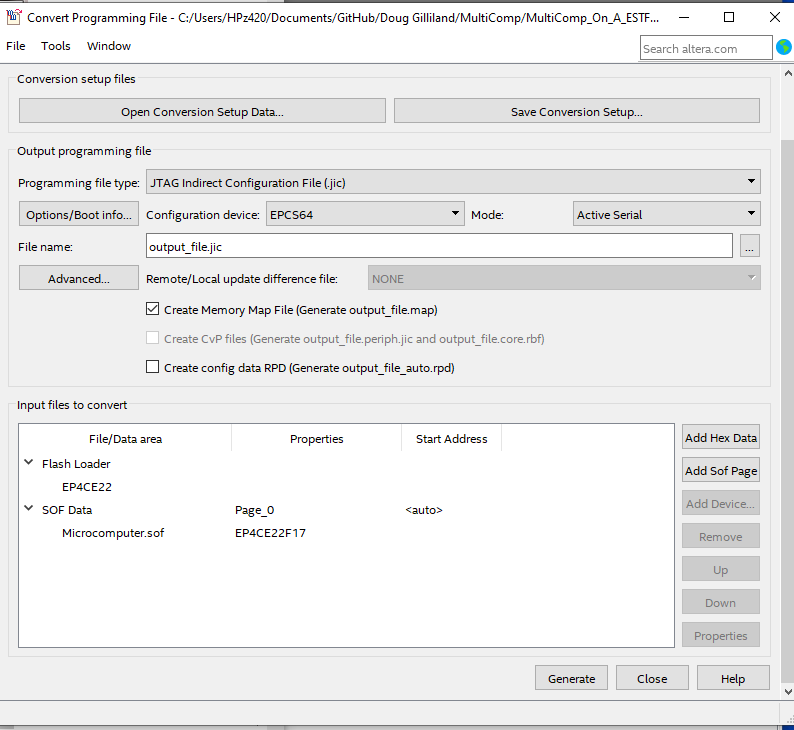 Convert Programming File - C:/Users/HPz420/Documents/GitHub/Doug Gilliland/MultiComp/MultiComp_On_A_ESTF...
File Tools Window
Search altera.com
Conversion setup files
Open Conversion Setup Data... Save Conversion Setup...
Output programming file
Programming file type: JTAG Indirect Configuration File (.jic)
Options/Boot info... Configuration device: EPCS64 Mode: Active Serial
File name: output_file.jic ...
Advanced... Remote/Local update difference file: NONE
Create Memory Map File (Generate output_file.map)
Create CvP files (Generate output_file.periph.jic and output_file.core.rbf)
Create config data RPD (Generate output_file_auto.rpd)
Input files to convert
File/Data area Properties Start Address
Flash Loader
EP4CE22
SOF Data Page_0 <auto>
Microcomputer.sof EP4CE22F17
Add Hex Data
Add Sof Page
Add Device...
Remove
Up
Down
Properties
Generate Close Help